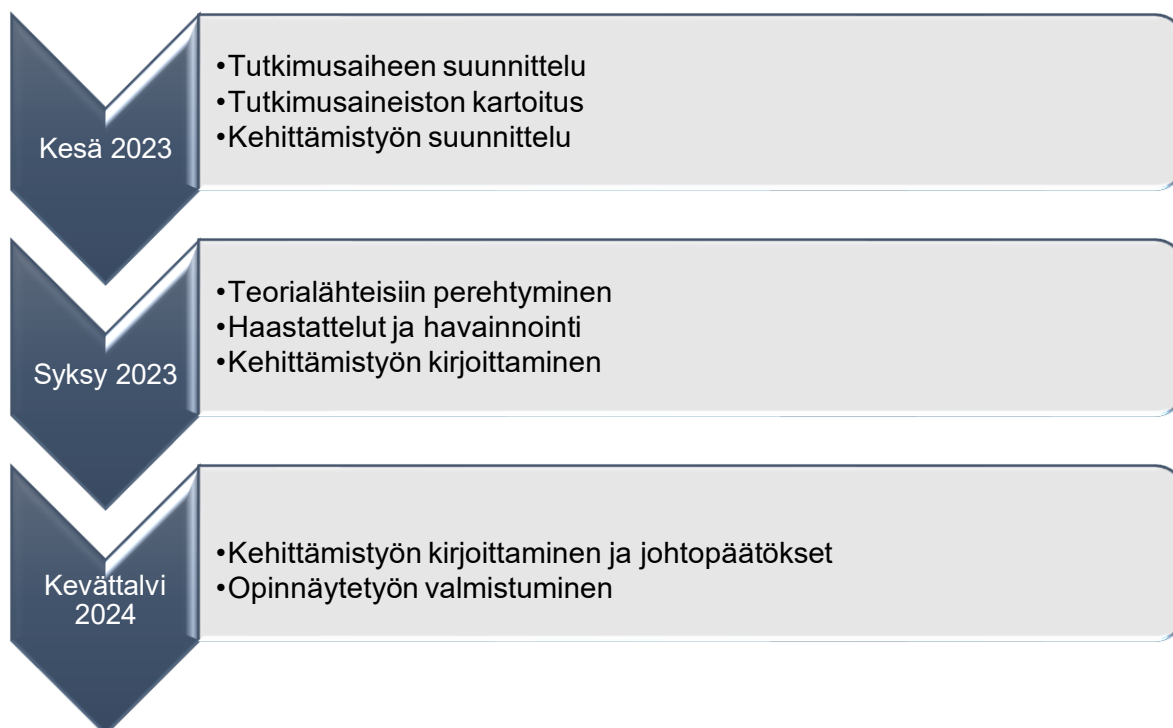 Kesä 2023
•Tutkimusaiheen suunnittelu
•Tutkimusaineiston kartoitus
•Kehittämistyön suunnittelu
Syksy 2023
•Teorialähteisiin perehtyminen
•Haastattelut ja havainnointi
•Kehittämistyön kirjoittaminen
Kevättalvi
2024
•Kehittämistyön kirjoittaminen ja johtopäätökset
•Opinnäytetyön valmistuminen